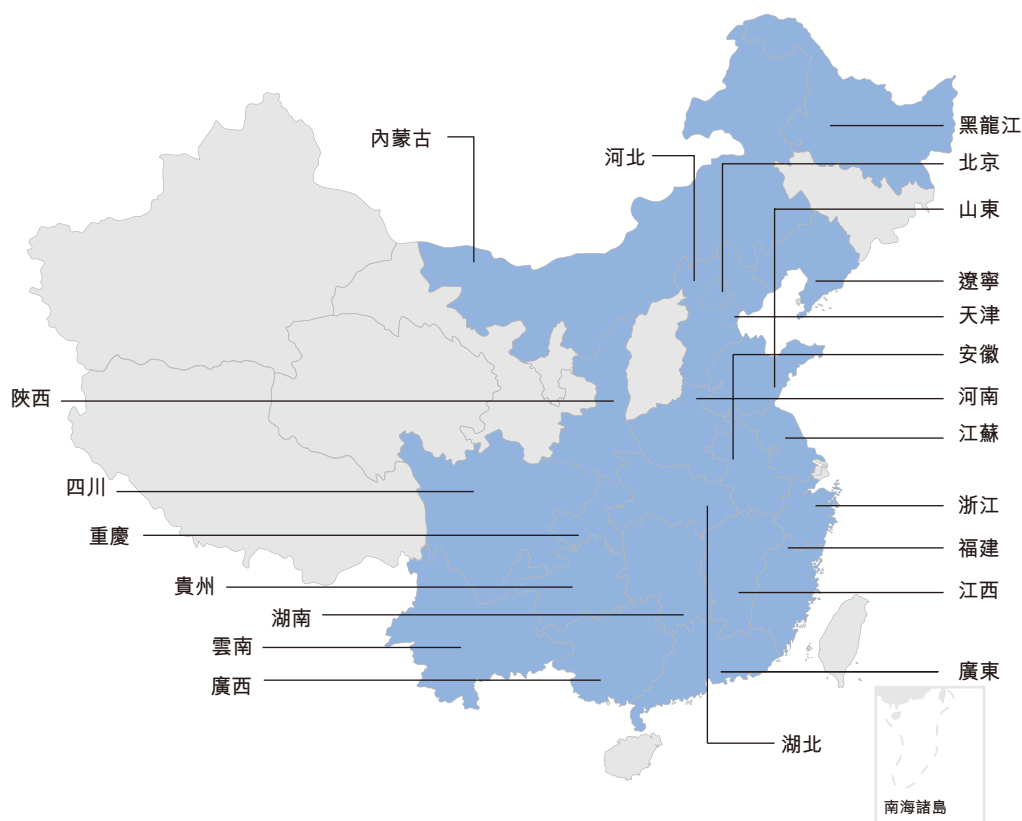 黑龍江
內蒙古
河北
北京
山東
遼寧
天津
安徽
陝西
河南
江蘇
四川
浙江
重慶
福建
貴州
江西
湖南
雲南
廣東
廣西
湖北
南海諸島